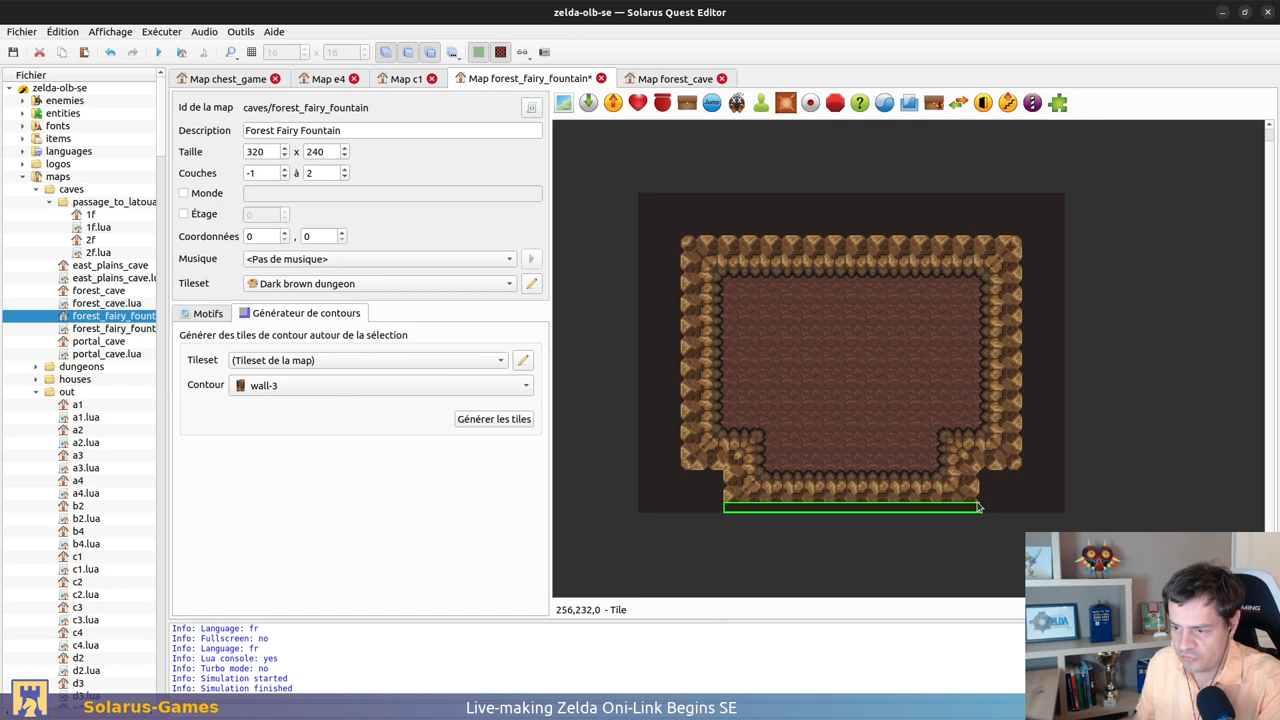 zelda-olb-se — Solarus Quest Editor
Fichier Édition Affichage Exécuter Audio Outils Aide
16 x 16
Fichier
zelda-olb-se
enemies
entities
fonts
items
languages
logos
maps
caves
passage_to_latoua
1f
1f.lua
2f
2f.lua
east_plains_cave
east_plains_cave.lu
forest_cave
forest_cave.lua
forest_fairy_fount
forest_fairy_fount
portal_cave
portal_cave.lua
dungeons
houses
out
a1
a1.lua
a2
a2.lua
a3
a3.lua
a4
a4.lua
b2
b2.lua
b4
b4.lua
c1
c1.lua
c2
c2.lua
c3
c3.lua
c4
c4.lua
d2
d2.lua
d3
Map chest_game Map e4 Map c1 Map forest_fairy_fountain* Map forest_cave
Id de la map caves/forest_fairy_fountain
Description Forest Fairy Fountain
Taille 320 x 240
Couches -1 à 2
Monde
Étage 0
Coordonnées 0 , 0
Musique <Pas de musique>
Tileset Dark brown dungeon
Motifs Générateur de contours
Générer des tiles de contour autour de la sélection
Tileset (Tileset de la map)
Contour wall-3
Générer les tiles
Jump
256,232,0 - Tile
Info: Language: fr
Info: Fullscreen: no
Info: Language: fr
Info: Lua console: yes
Info: Turbo mode: no
Info: Simulation started
Info: Simulation finished
Solarus-Games
Live-making Zelda Oni-Link Begins SE